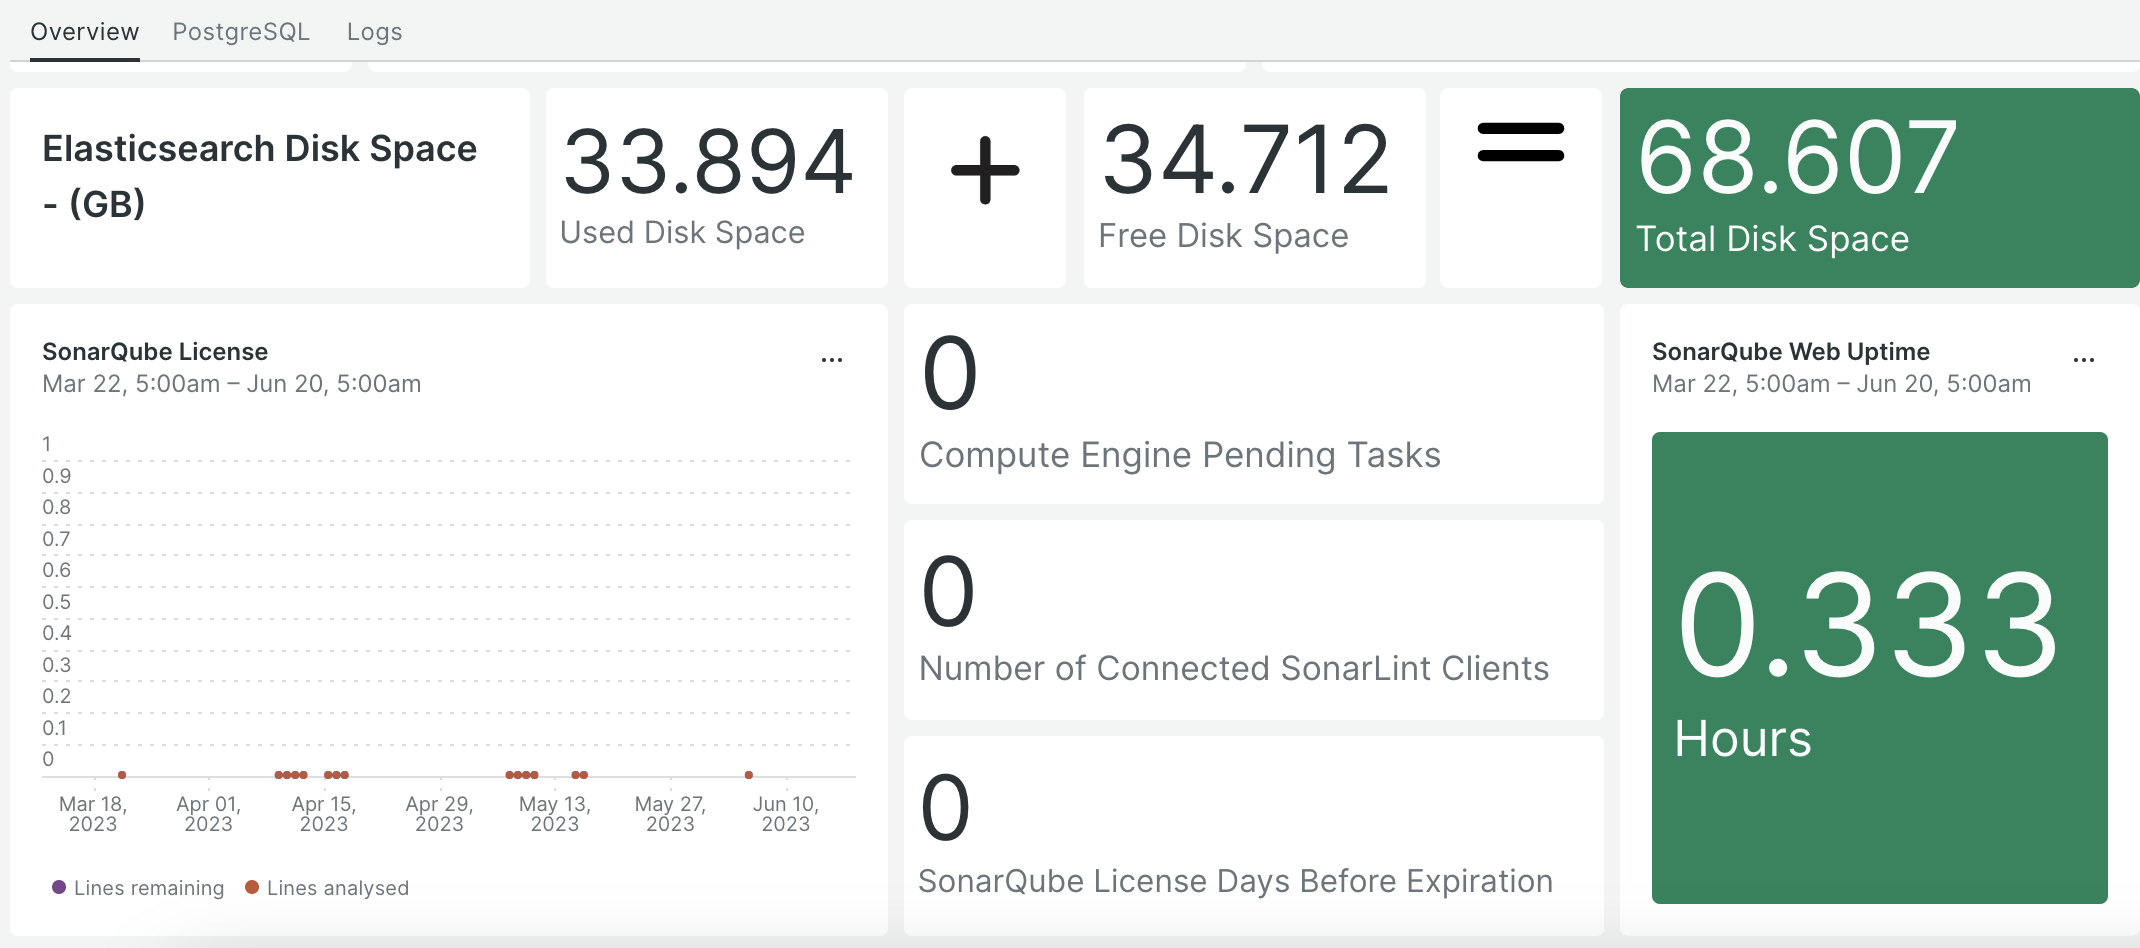 Overview PostgreSQL Logs
Elasticsearch Disk Space
- (GB)
33.894
Used Disk Space
+
34.712
Free Disk Space
=
68.607
Total Disk Space
SonarQube License
...
Mar 22, 5:00am – Jun 20, 5:00am
1
0.9
0.8
0.7
0.6
0.5
0.4
0.3
0.2
0.1
0
Mar 18, 2023
Apr 01, 2023
Apr 15, 2023
Apr 29, 2023
May 13, 2023
May 27, 2023
Jun 10, 2023
Lines remaining Lines analysed
0
Compute Engine Pending Tasks
0
Number of Connected SonarLint Clients
0
SonarQube License Days Before Expiration
SonarQube Web Uptime
...
Mar 22, 5:00am – Jun 20, 5:00am
0.333
Hours